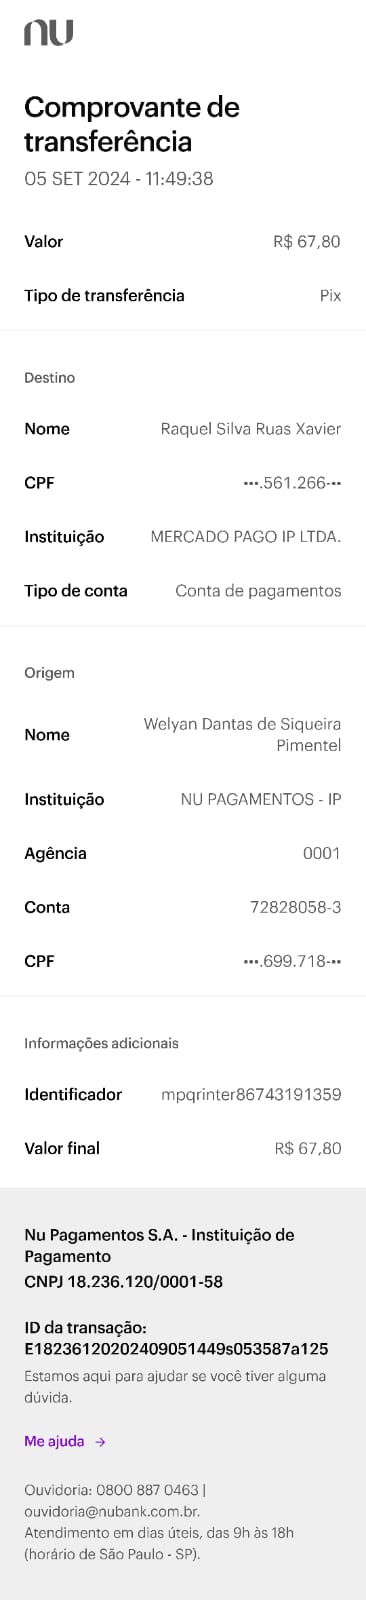 nu
Comprovante de
transferência
05 SET 2024 - 11:49:38
Valor R$ 67,80
Tipo de transferência Pix
Destino
Nome Raquel Silva Ruas Xavier
CPF •••.561.266-••
Instituição MERCADO PAGO IP LTDA.
Tipo de conta Conta de pagamentos
Origem
Nome Welyan Dantas de Siqueira
Pimentel
Instituição NU PAGAMENTOS - IP
Agência 0001
Conta 72828058-3
CPF •••.699.718-••
Informações adicionais
Identificador mpqrinter86743191359
Valor final R$ 67,80
Nu Pagamentos S.A. - Instituição de
Pagamento
CNPJ 18.236.120/0001-58
ID da transação:
E18236120202409051449s053587a125
Estamos aqui para ajudar se você tiver alguma
dúvida.
Me ajuda →
Ouvidoria: 0800 887 0463 |
ouvidoria@nubank.com.br.
Atendimento em dias úteis, das 9h às 18h
(horário de São Paulo - SP).